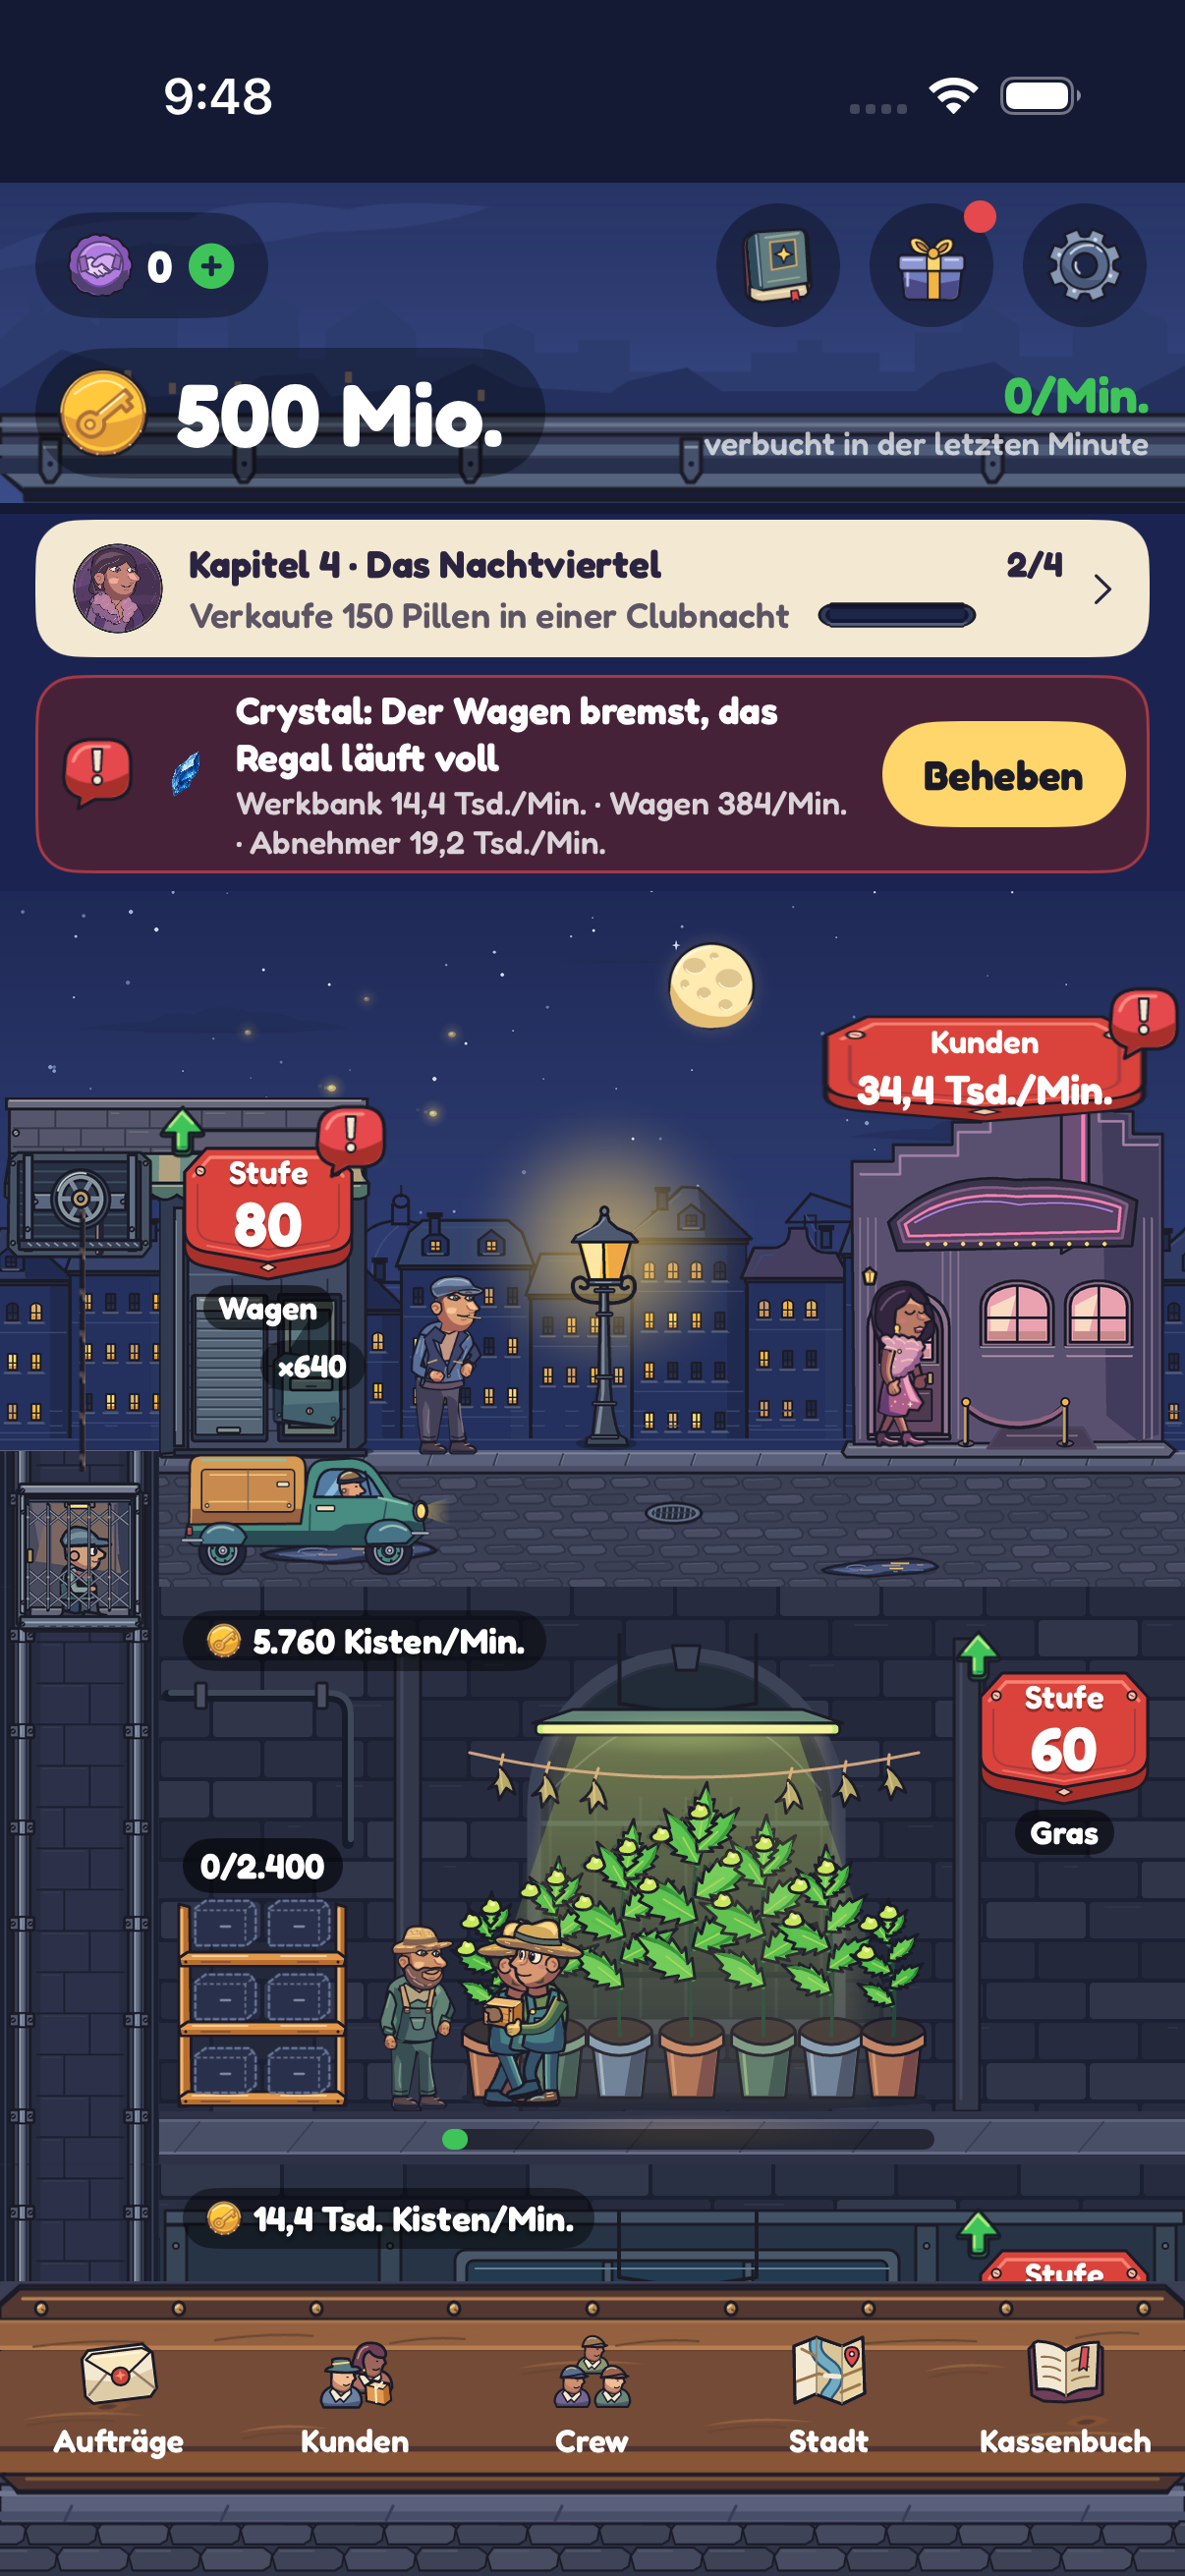 9:48
0
500 Mio.
0/Min.
verbucht in der letzten Minute
Kapitel 4 · Das Nachtviertel
2/4
Verkaufe 150 Pillen in einer Clubnacht
Crystal: Der Wagen bremst, das
Regal läuft voll
Werkbank 14,4 Tsd./Min. · Wagen 384/Min.
· Abnehmer 19,2 Tsd./Min.
Beheben
Kunden
34,4 Tsd./Min.
Stufe
80
Wagen
×640
5.760 Kisten/Min.
Stufe
60
Gras
0/2.400
14,4 Tsd. Kisten/Min.
Stufe
Aufträge
Kunden
Crew
Stadt
Kassenbuch